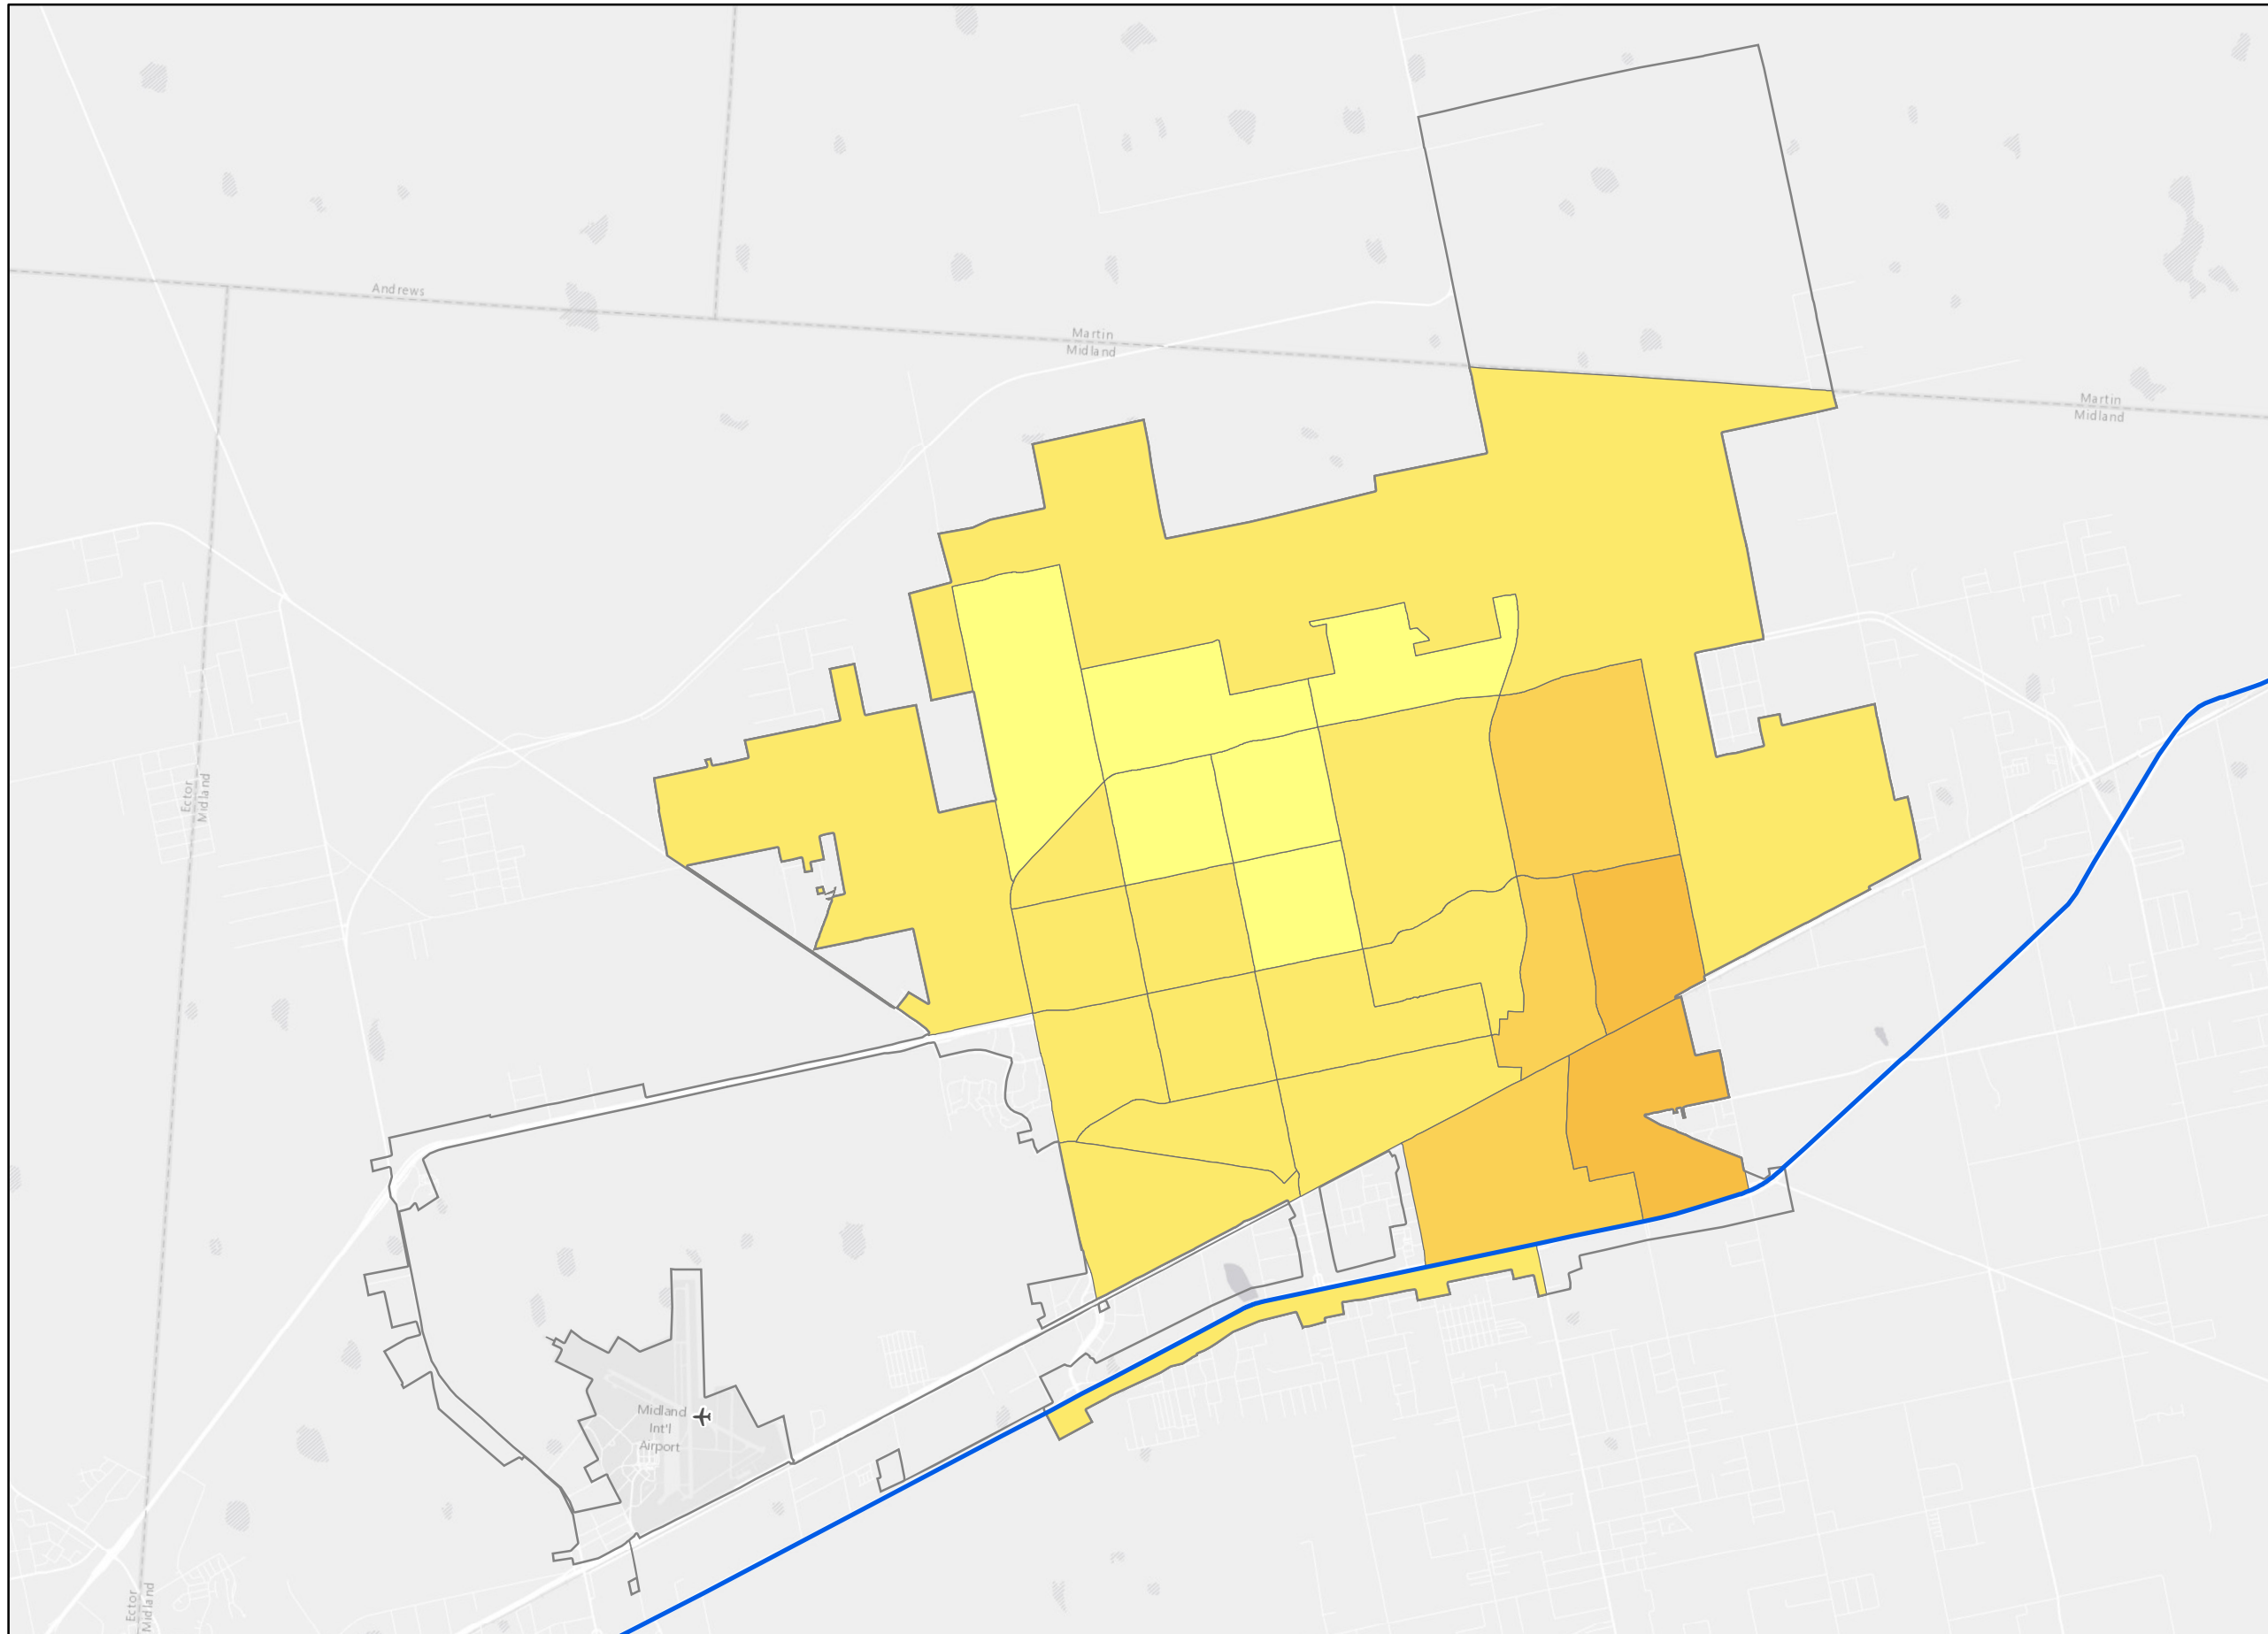 Andrews
Martin
Midland
Martin
Midland
Ector
Midland
Midland
Int'l
Airport
Ector
Midland